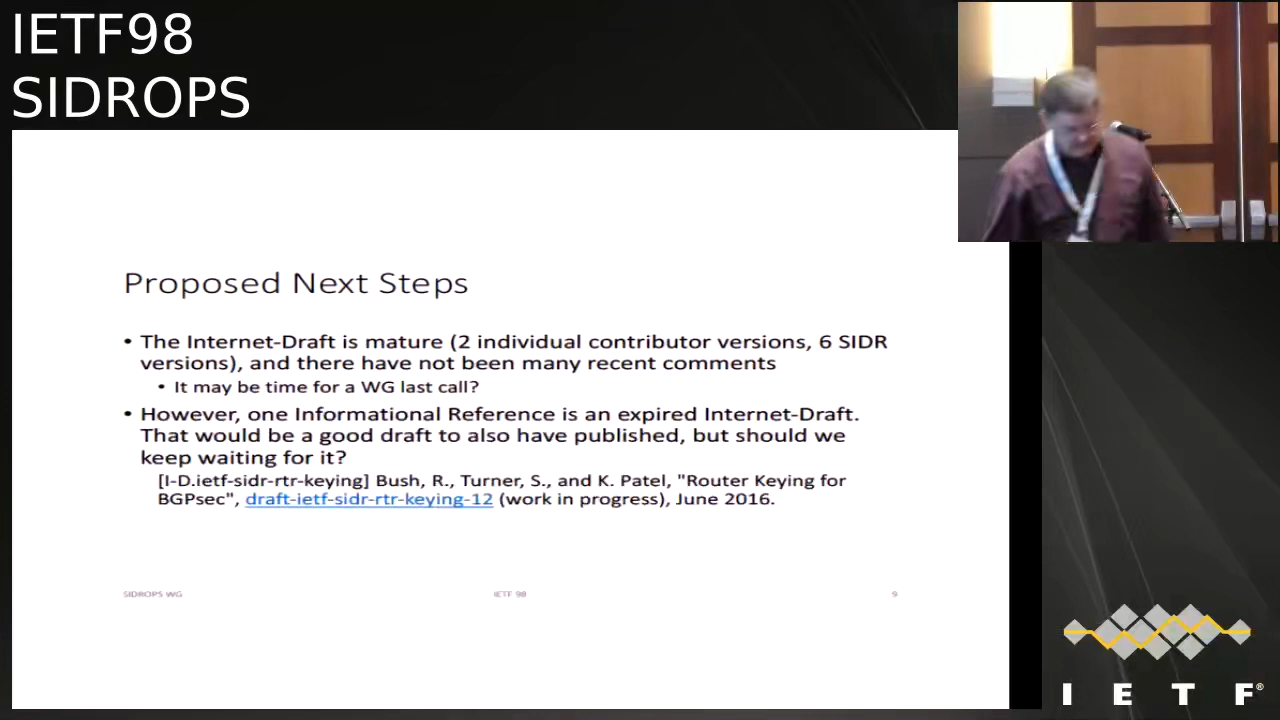 IETF98
SIDROPS
Proposed Next Steps
• The Internet-Draft is mature (2 individual contributor versions, 6 SIDR
versions), and there have not been many recent comments
• It may be time for a WG last call?
• However, one Informational Reference is an expired Internet-Draft.
That would be a good draft to also have published, but should we
keep waiting for it?
[I-D.ietf-sidr-rtr-keying] Bush, R., Turner, S., and K. Patel, "Router Keying for
BGPsec", draft-ietf-sidr-rtr-keying-12 (work in progress), June 2016.
SIDROPS WG
IETF 98
9
I E T F®